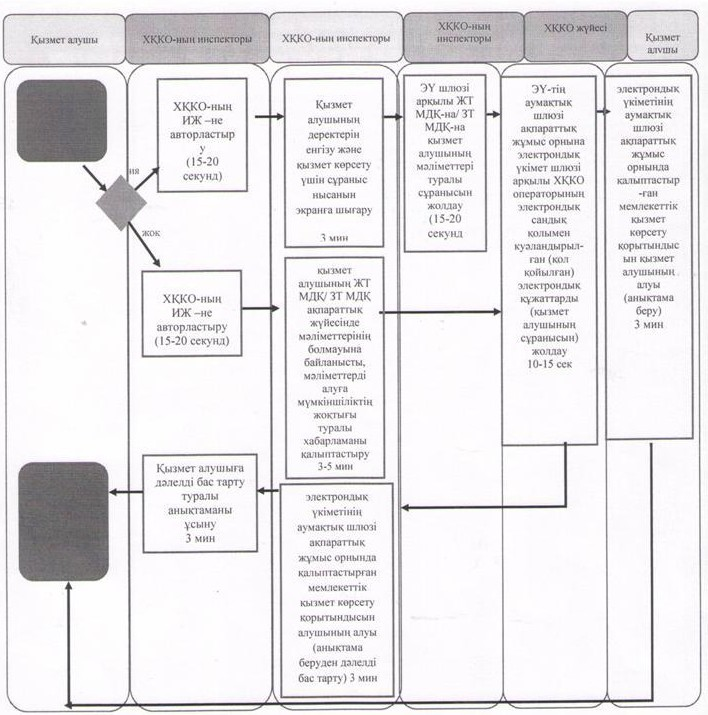 Қызмет алушы
ХҚКО-ның инспекторы
ХҚКО-ның инспекторы
ХҚКО-ның
инспекторы
ХҚКО жүйесі
Қызмет
алушы
ХҚКО-ның
ИЖ –не
авторластыр
у
(15-20
секунд)
ия
жоқ
Қызмет
алушының
деректерін
енгізу және
қызмет көрсету
үшін сұраныс
нысанын
экранға шығару
3 мин
ЭҮ шлюзі
арқылы ЖТ
МДҚ-на/ ЗТ
МДҚ-на
қызмет
алушының
мәліметтері
туралы
сұранысын
жолдау
(15-20
секунд
ЭҮ-тің
аумақтық
шлюзі
ақпараттық
жұмыс орнына
электрондық
үкімет шлюзі
арқылы ХҚКО
операторының
электрондық
сандық
қолымен
куәландырыл-
ған (қол
қойылған)
электрондық
құжаттарды
(қызмет
алушының
сұранысын)
жолдау
10-15 сек
электрондық
үкіметінің
аумақтық
шлюзі
ақпараттық
жұмыс
орнында
қалыптастыр
-ған
мемлекеттік
қызмет
көрсету
қорытындыс
ын қызмет
алушының
алуы
(анықтама
беру)
3 мин
ХҚКО-ның
ИЖ –не
авторластыру
(15-20 секунд)
қызмет
алушының ЖТ
МДҚ/ ЗТ МДҚ
ақпараттық
жүйесінде
мәліметтерінің
болмауына
байланысты,
мәліметтерді
алуға
мүмкіншіліктің
жоқтығы
туралы
хабарламаны
қалыптастыру
3-5 мин
Қызмет алушыға
дәлелді бас тарту
туралы
анықтаманы
ұсыну
3 мин
электрондық
үкіметінің
аумақтық шлюзі
ақпараттық
жұмыс орнында
қалыптастырған
мемлекеттік
қызмет көрсету
қорытындысын
алушының алуы
(анықтама
беруден дәлелді
бас тарту) 3 мин